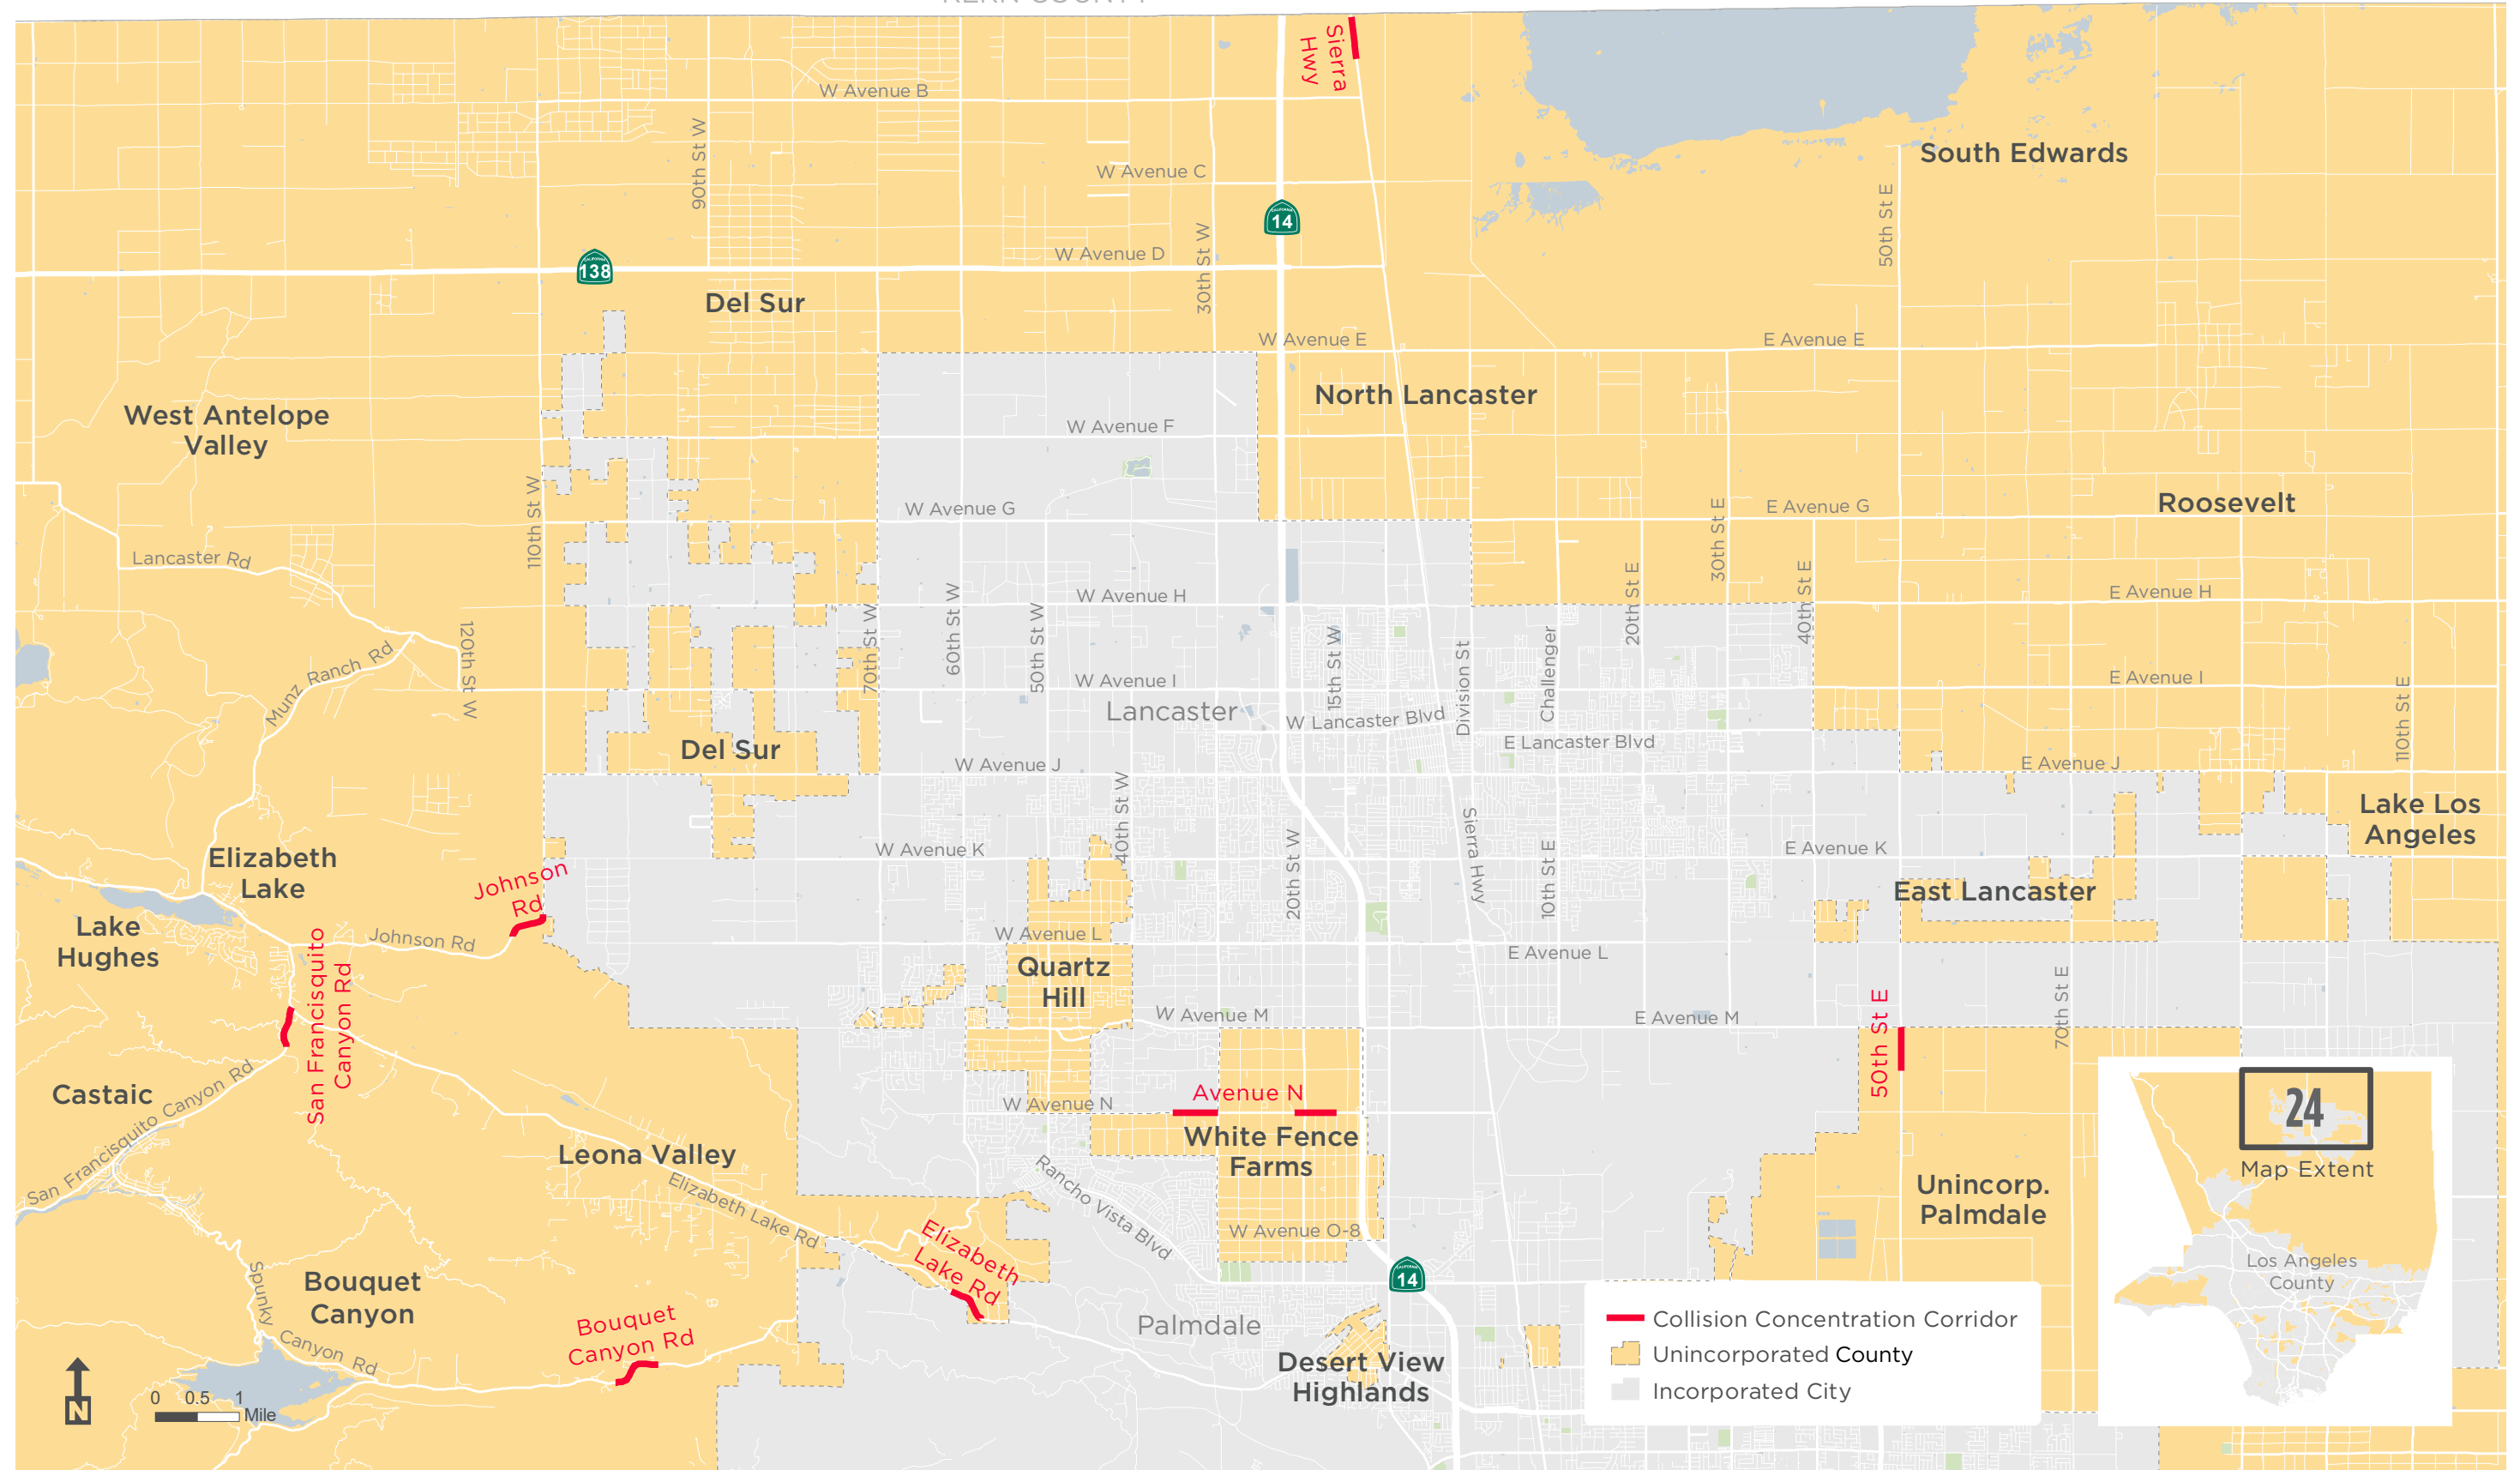 KERN COUNTY
Sierra
Hwy
W Avenue B
90th St W
South Edwards
W Avenue C
50th St E
CALIFORNIA
14
30th St W
W Avenue D
CALIFORNIA
138
Del Sur
W Avenue E
E Avenue E
North Lancaster
West Antelope
Valley
W Avenue F
110th St W
W Avenue G
E Avenue G
Roosevelt
30th St E
Lancaster Rd
40th St E
20th St E
W Avenue H
E Avenue H
120th St W
70th St W
60th St W
50th St W
15th St W
Division St
Challenger
Munz Ranch Rd
W Avenue I
E Avenue I
110th St E
Lancaster
W Lancaster Blvd
E Lancaster Blvd
Del Sur
W Avenue J
E Avenue J
40th St W
Sierra Hwy
Lake Los
Angeles
Elizabeth
Lake
W Avenue K
E Avenue K
20th St W
10th St E
Johnson
Rd
East Lancaster
Lake
Hughes
Johnson Rd
W Avenue L
E Avenue L
San Francisquito
Canyon Rd
Quartz
Hill
70th St E
50th St E
W Avenue M
E Avenue M
Castaic
San Francisquito Canyon Rd
Avenue N
W Avenue N
24
Map Extent
White Fence
Farms
Leona Valley
Rancho Vista Blvd
Elizabeth Lake Rd
Unincorp.
Palmdale
W Avenue O-8
Elizabeth
Lake Rd
Los Angeles
County
Spunky Canyon Rd
Bouquet
Canyon
CALIFORNIA
14
Bouquet
Canyon Rd
Palmdale
Desert View
Highlands
Collision Concentration Corridor
Unincorporated County
Incorporated City
N
0 0.5 1
Mile